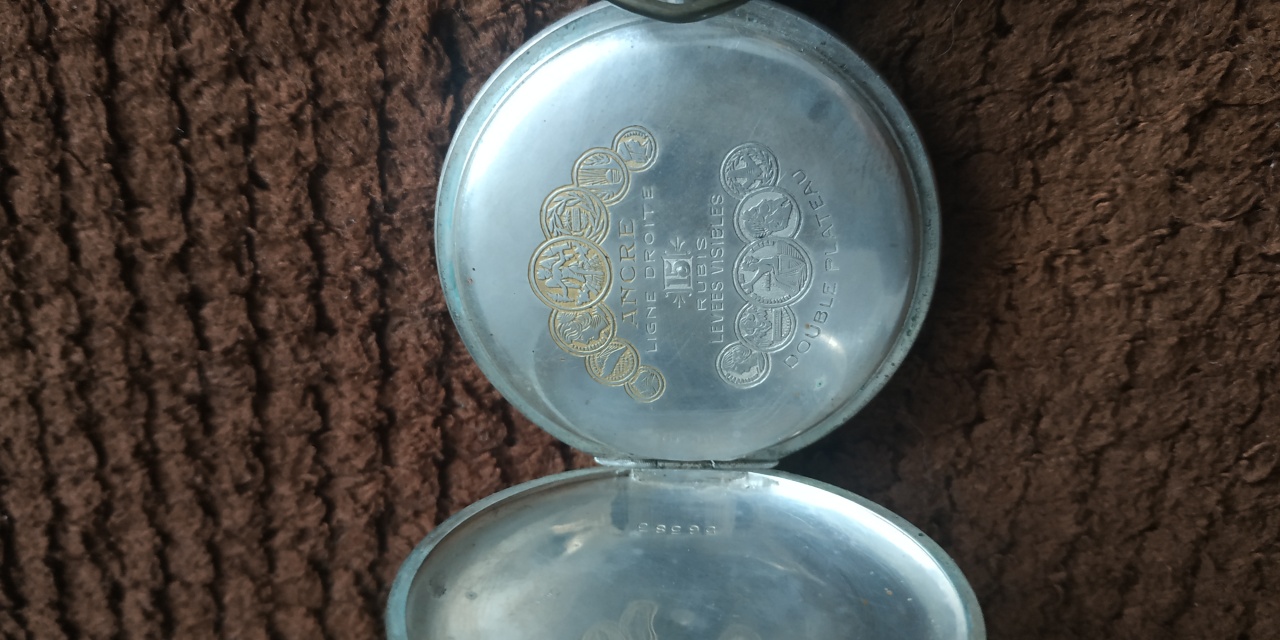 ANCRE
LIGNE DROITE
15
RUBIS
LEVÉES VISIBLES
DOUBLE PLATEAU